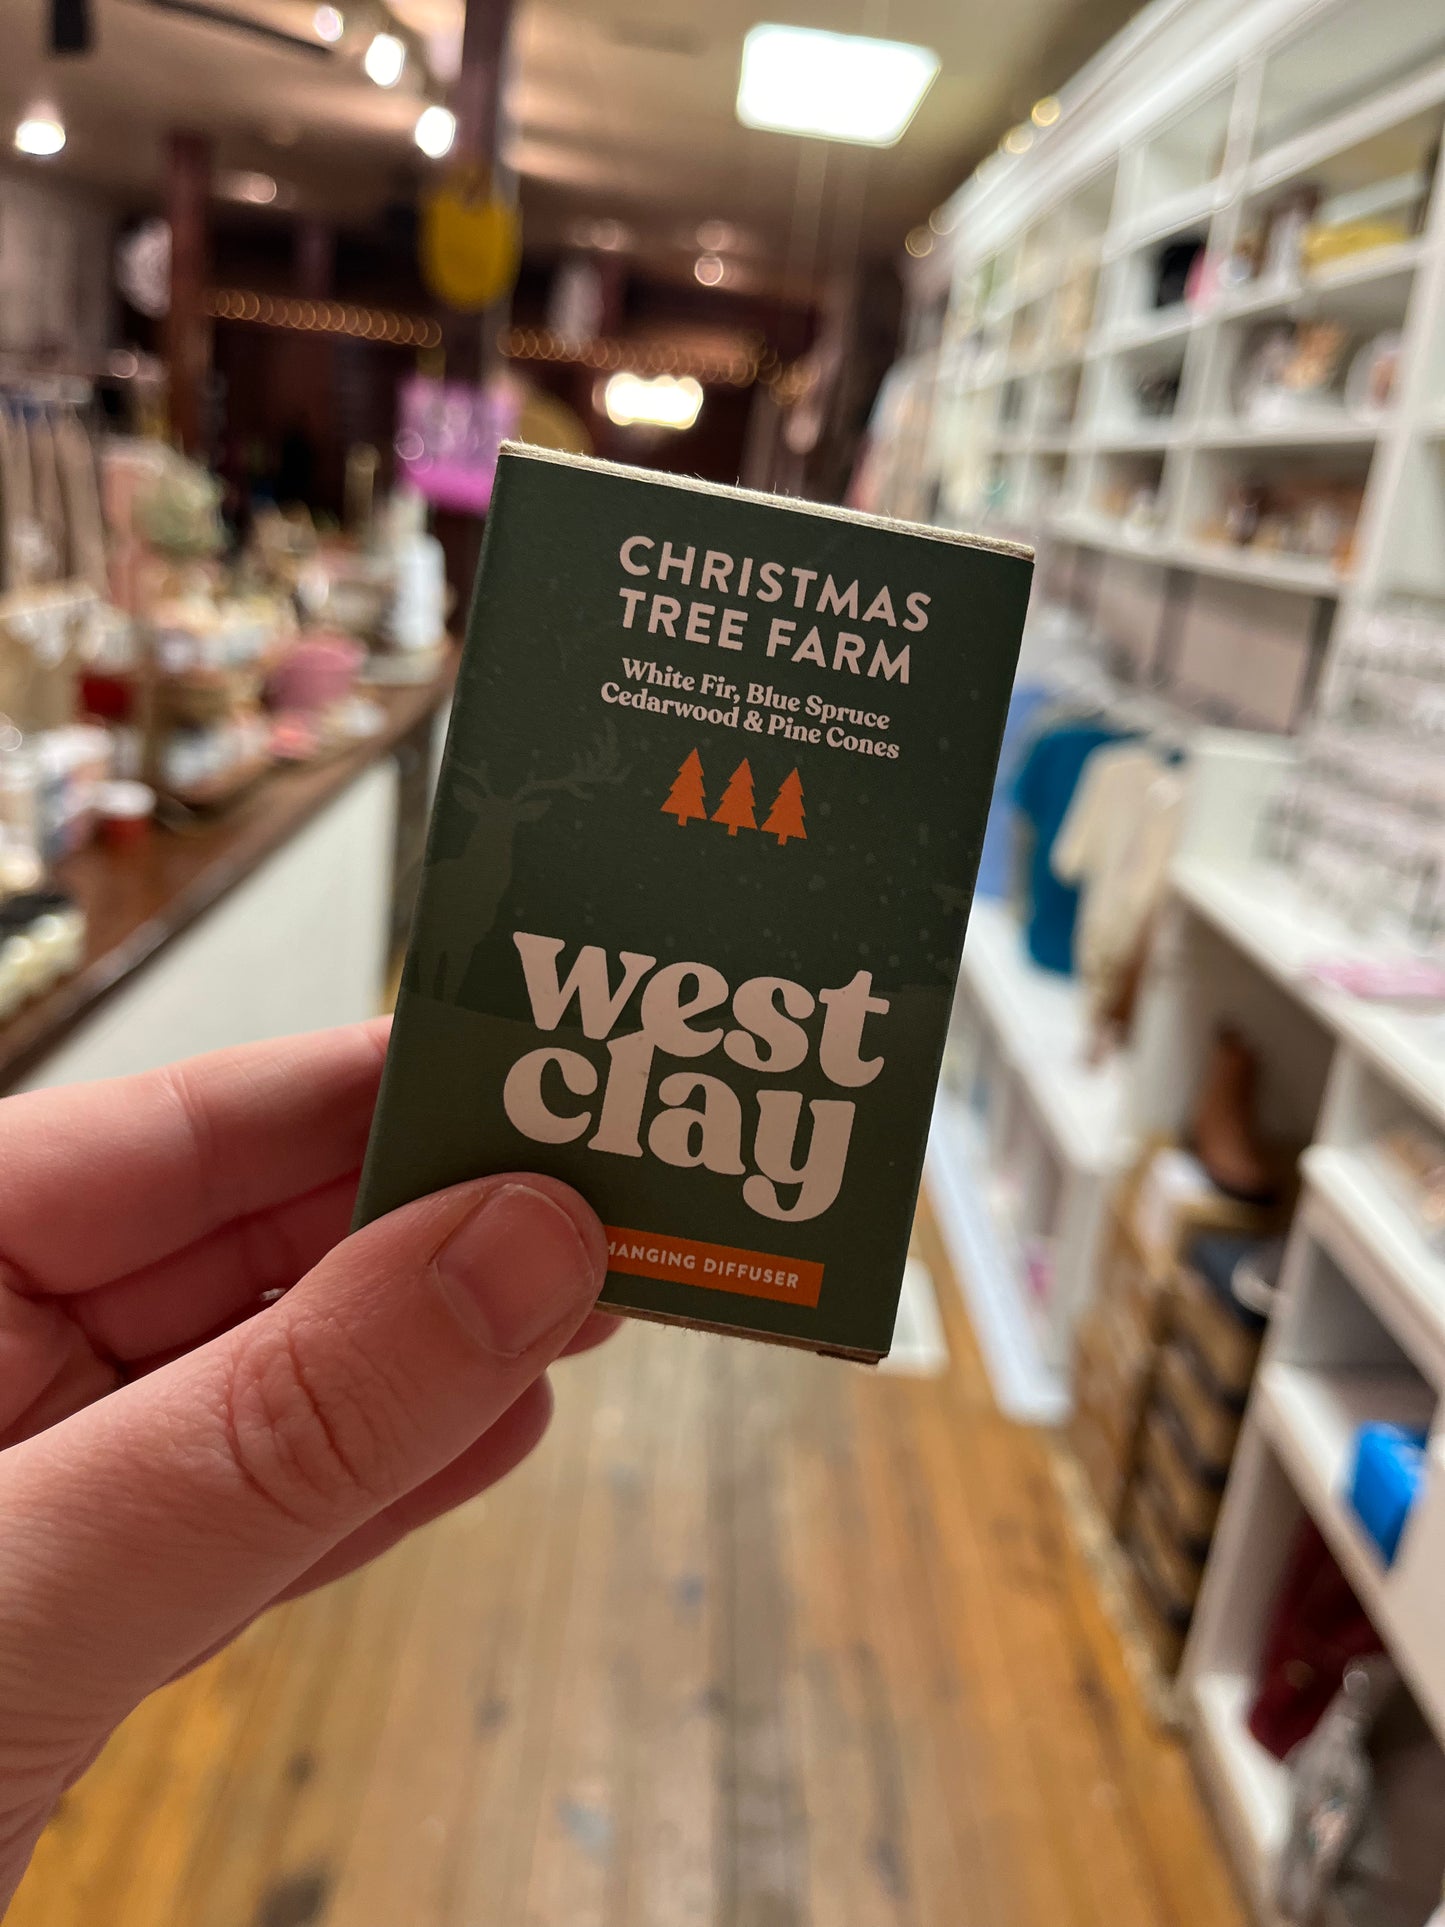 CHRISTMAS
TREE FARM
White Fir, Blue Spruce
Cedarwood & Pine Cones
west
clay
HANGING DIFFUSER